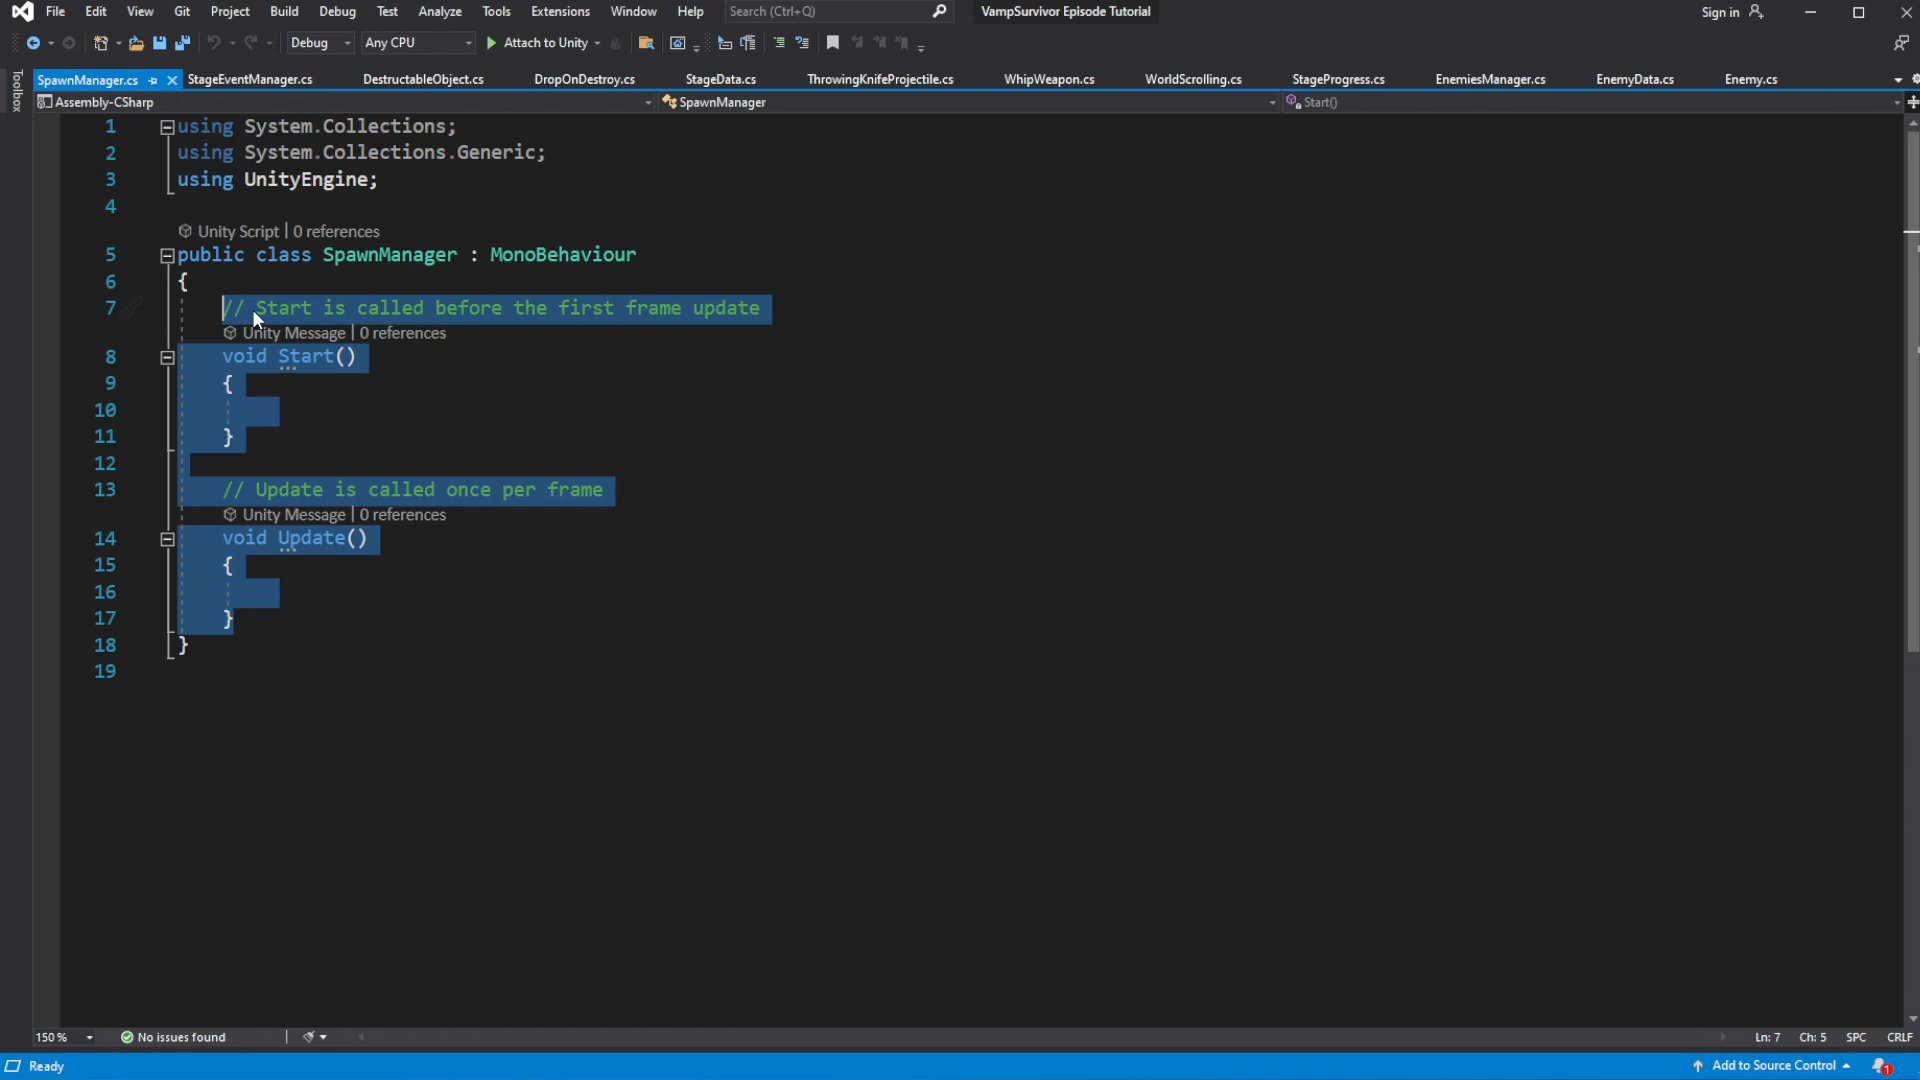 File Edit View Git Project Build Debug Test Analyze Tools Extensions Window Help Search (Ctrl+Q) VampSurvivor Episode Tutorial Sign in
Debug Any CPU Attach to Unity
Toolbox
SpawnManager.cs StageEventManager.cs DestructableObject.cs DropOnDestroy.cs StageData.cs ThrowingKnifeProjectile.cs WhipWeapon.cs WorldScrolling.cs StageProgress.cs EnemiesManager.cs EnemyData.cs Enemy.cs
Assembly-CSharp SpawnManager Start()
1 using System.Collections;
2 using System.Collections.Generic;
3 using UnityEngine;
4
Unity Script | 0 references
5 public class SpawnManager : MonoBehaviour
6 {
7 // Start is called before the first frame update
Unity Message | 0 references
8 void Start()
9 {
10
11 }
12
13 // Update is called once per frame
Unity Message | 0 references
14 void Update()
15 {
16
17 }
18 }
19
150 % No issues found Ln: 7 Ch: 5 SPC CRLF
Ready Add to Source Control 1